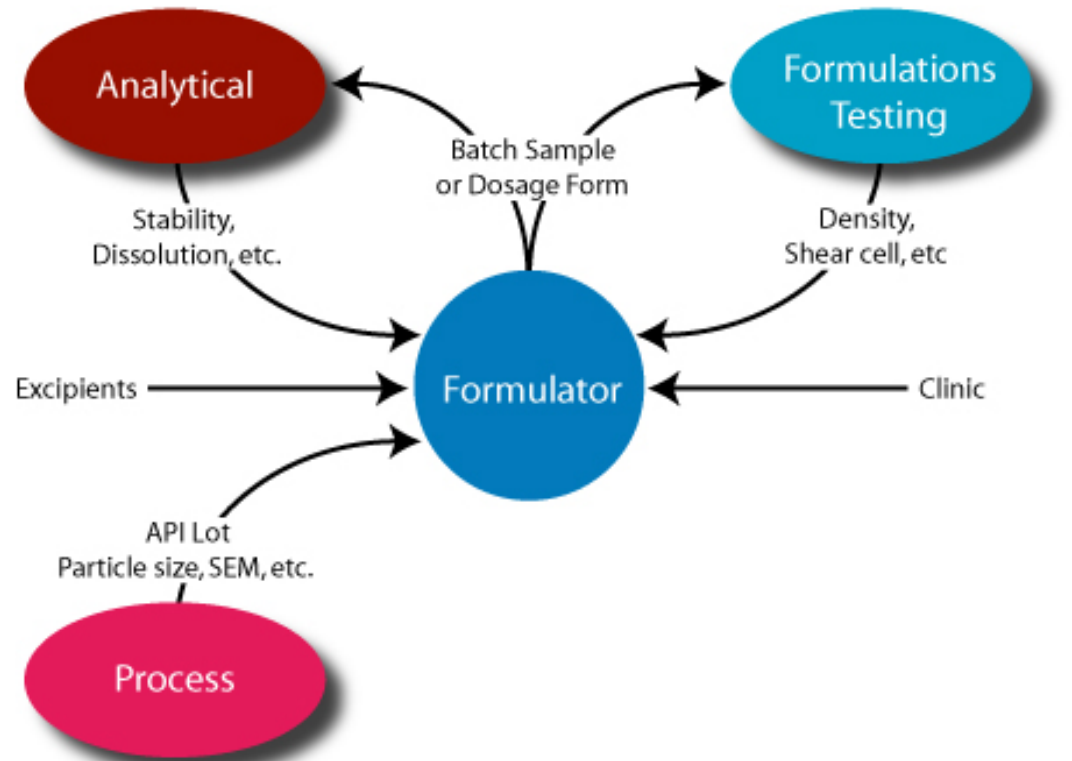 Analytical
Formulations
Testing
Batch Sample
or Dosage Form
Stability,
Dissolution, etc.
Density,
Shear cell, etc
Excipients
Formulator
Clinic
API Lot
Particle size, SEM, etc.
Process